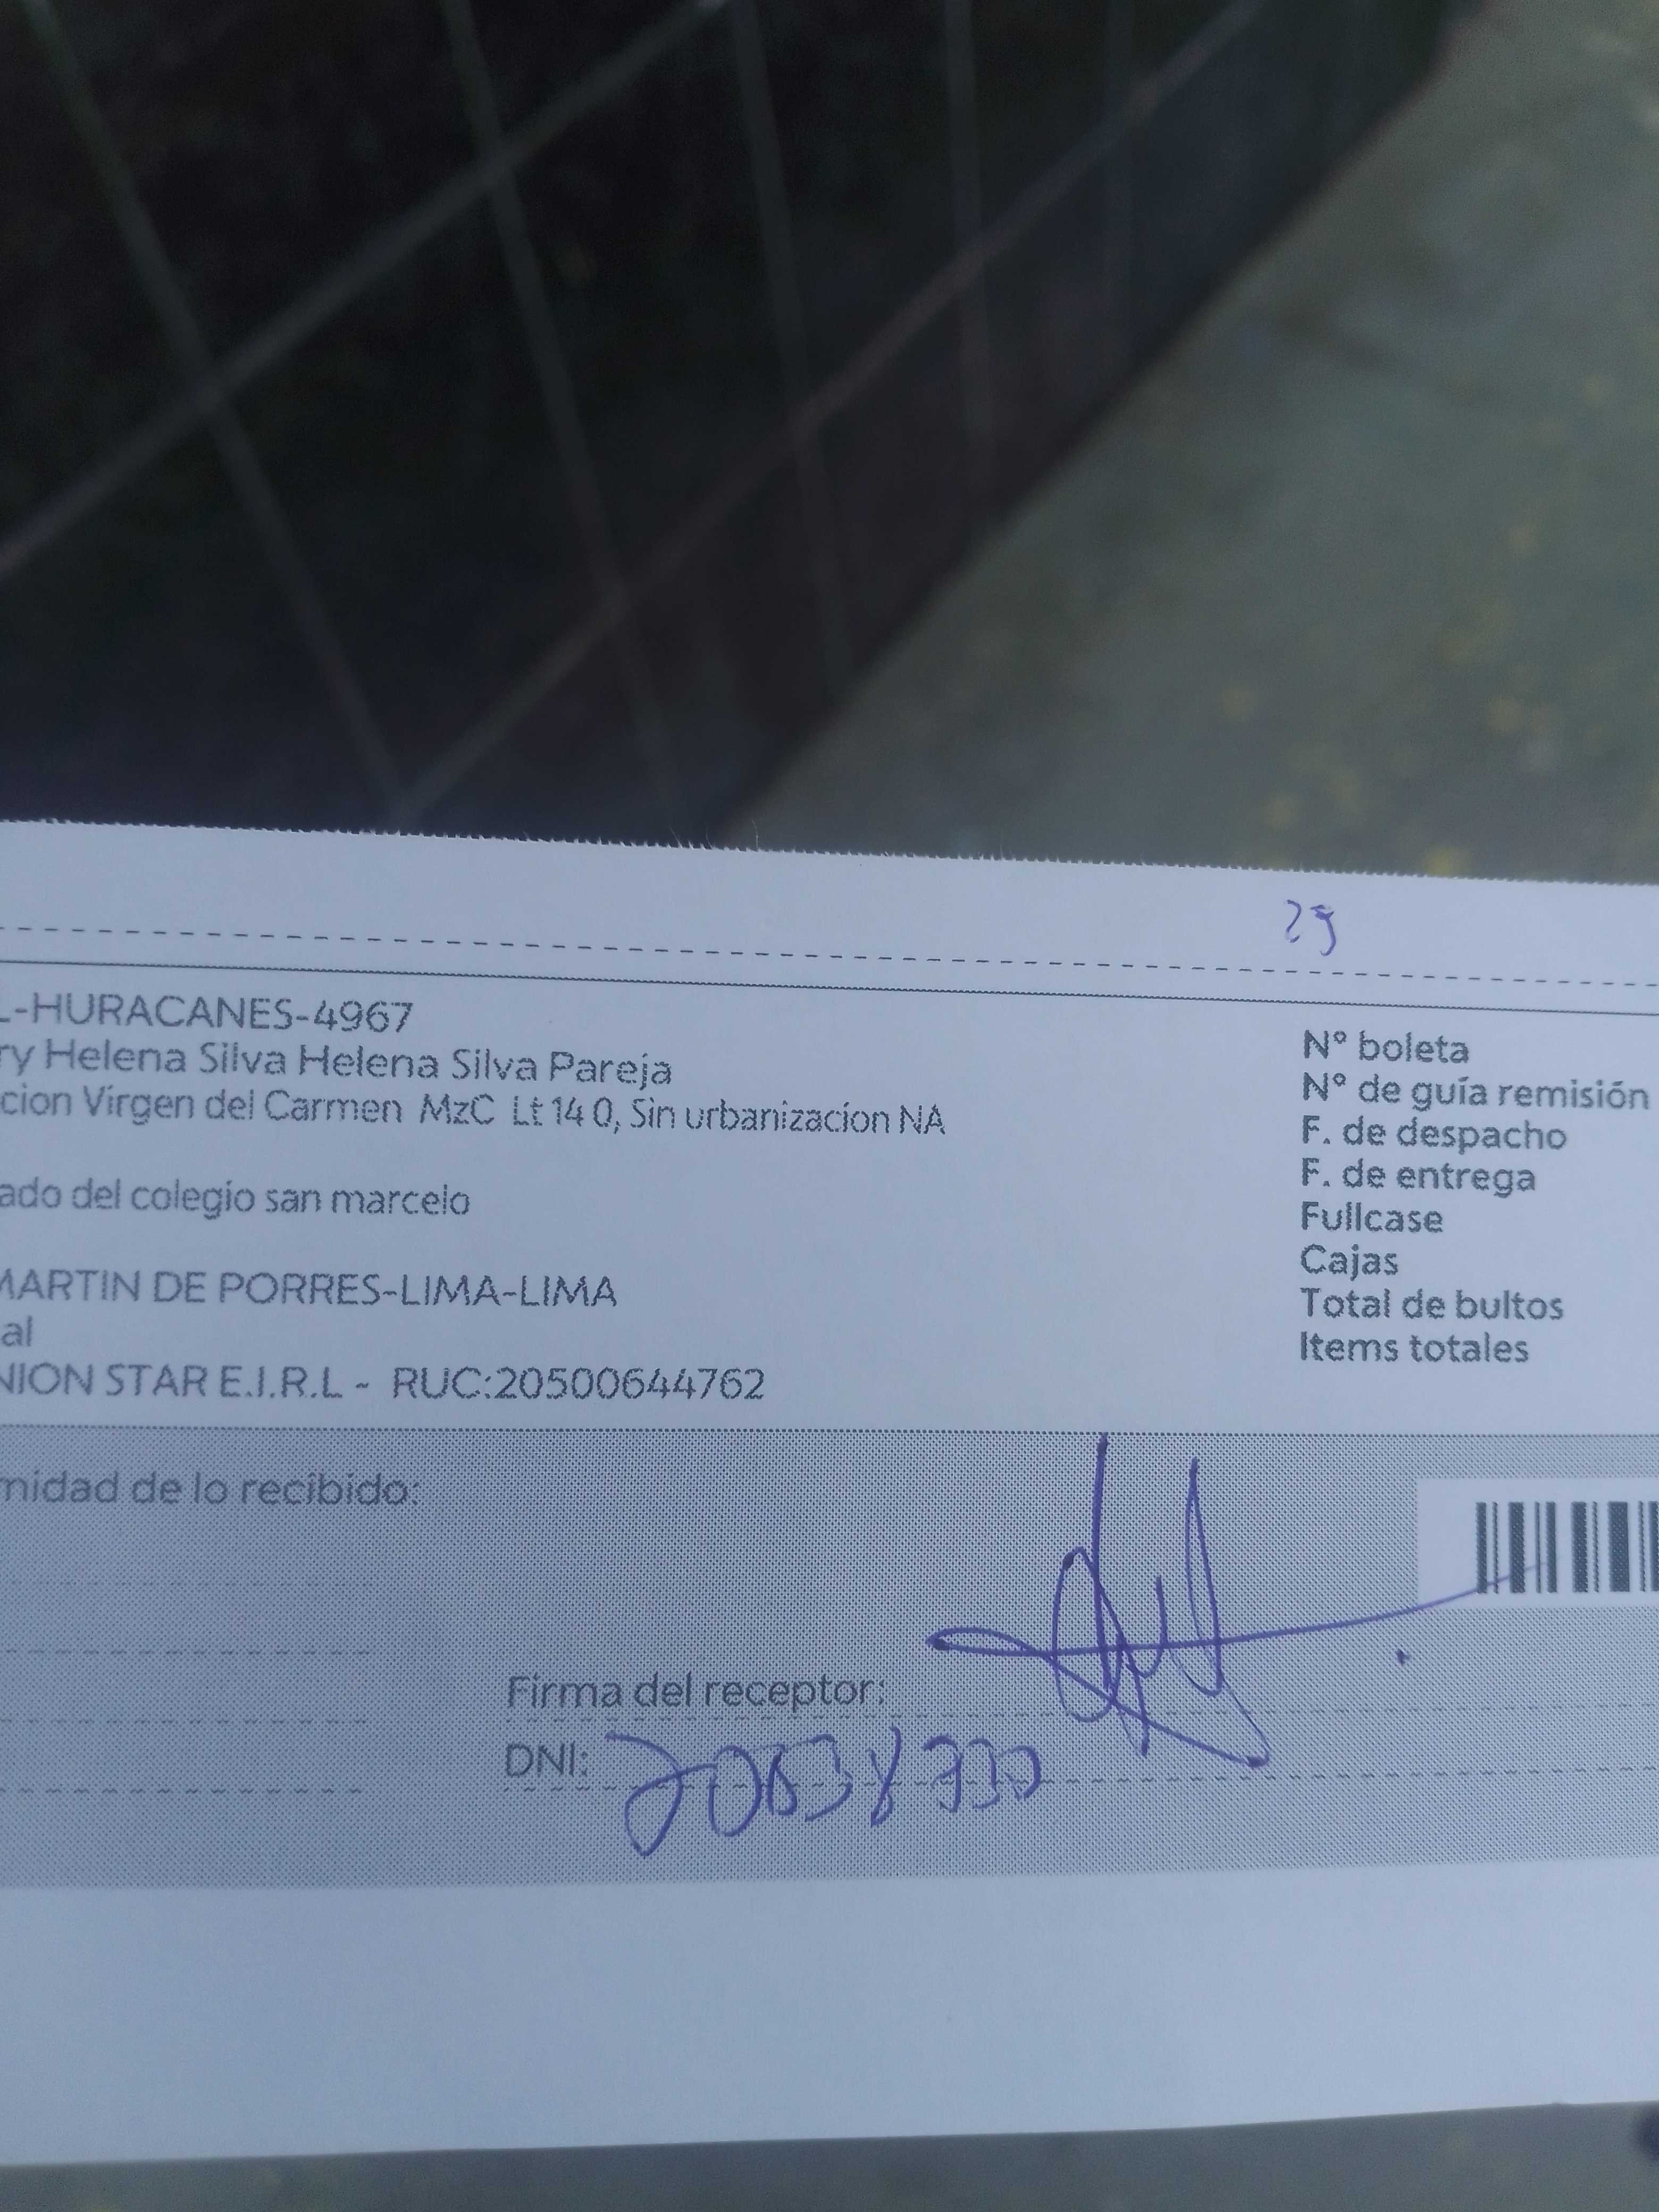 29
L-HURACANES-4967
ry Helena Silva Helena Silva Pareja
cion Virgen del Carmen MzC Lt 14 0, Sin urbanizacion NA
ado del colegio san marcelo
MARTIN DE PORRES-LIMA-LIMA
al
NION STAR E.I.R.L - RUC:20500644762
N° boleta
N° de guía remisión
F. de despacho
F. de entrega
Fullcase
Cajas
Total de bultos
Items totales
midad de lo recibido:
Firma del receptor:
DNI: